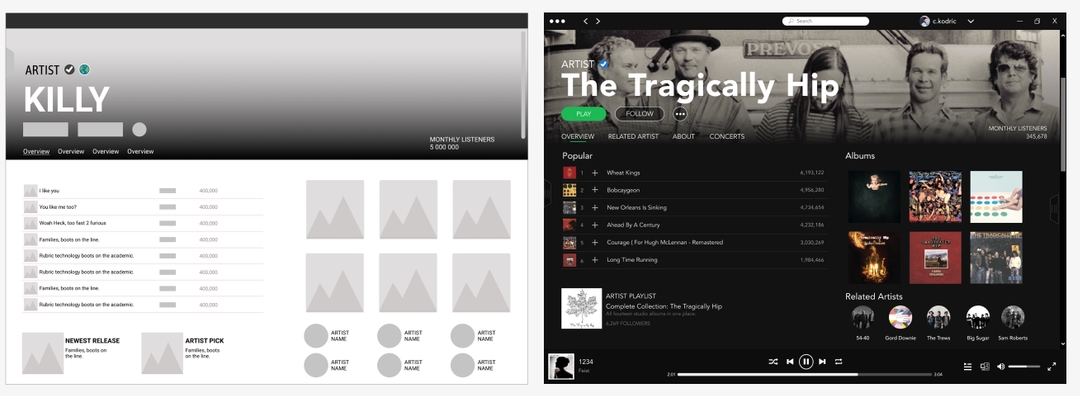 ARTIST
KILLY
Overview Overview Overview Overview
MONTHLY LISTENERS
5 000 000
I like you 400,000
You like me too? 400,000
Woah Heck, too fast 2 furious 400,000
Families, boots on the line. 400,000
Rubric technology boots on the academic. 400,000
Rubric technology boots on the academic. 400,000
Families, boots on the line. 400,000
Rubric technology boots on the academic. 400,000
NEWEST RELEASE
Families, boots on
the line.
ARTIST PICK
Families, boots on
the line.
ARTIST
NAME
ARTIST
NAME
ARTIST
NAME
ARTIST
NAME
ARTIST
NAME
ARTIST
NAME
Search
c.kodric
X
PREVOST
ARTIST
The Tragically Hip
PLAY FOLLOW
MONTHLY LISTENERS
345,678
OVERVIEW RELATED ARTIST ABOUT CONCERTS
Popular
1 Wheat Kings 6,193,122
2 Bobcaygeon 4,956,280
3 New Orleans Is Sinking 4,734,654
4 Ahead By A Century 4,232,186
5 Courage ( For Hugh McLennan - Remastered 3,030,269
6 Long Time Running 1,984,466
ARTIST PLAYLIST
Complete Collection: The Tragically Hip
All fourteen studio albums in one place.
6,269 FOLLOWERS
Albums
Related Artists
54-40 Gord Downie The Trews Big Sugar Sam Roberts
1234
Feist
2:01 3:04